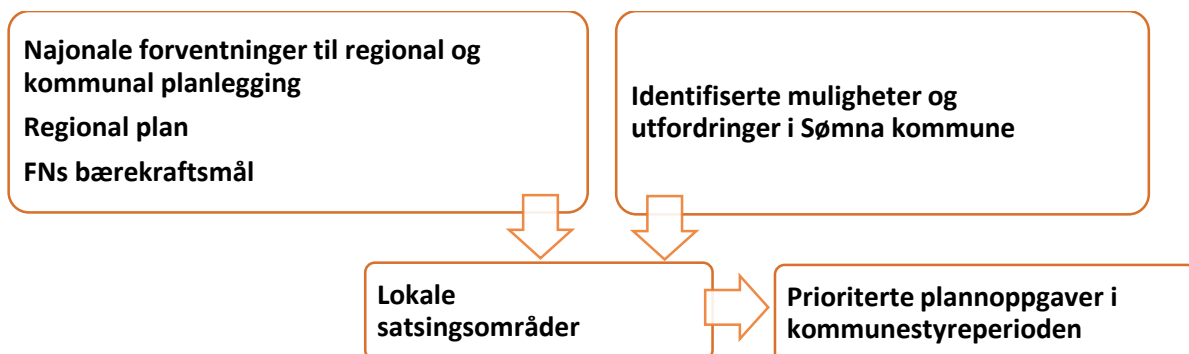 Najonale forventninger til regional og
kommunal planlegging
Regional plan
FNs bærekraftsmål
Identifiserte muligheter og
utfordringer i Sømna kommune
Lokale
satsingsområder
Prioriterte plannoppgaver i
kommunestyreperioden